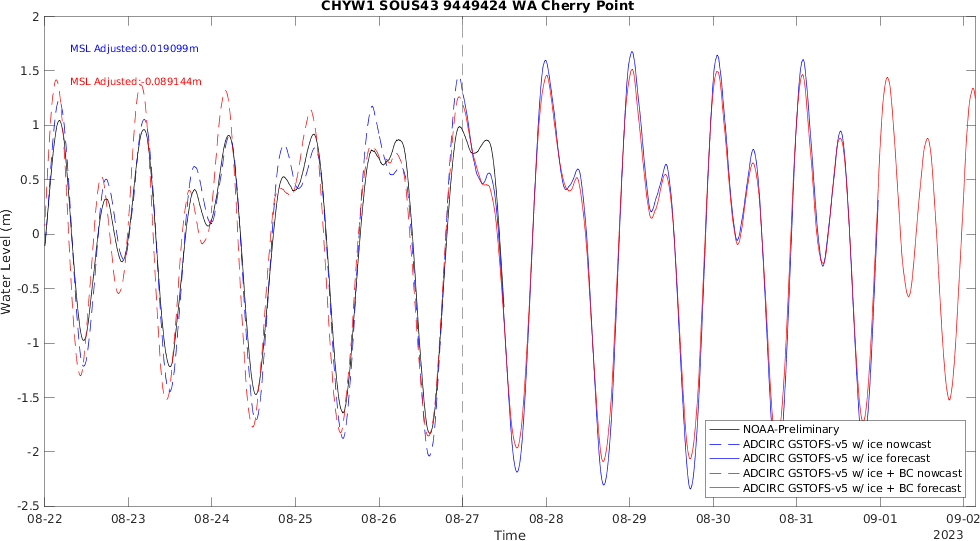 CHYW1 SOUS43 9449424 WA Cherry Point
2
MSL Adjusted:0.019099m
1.5
MSL Adjusted:-0.089144m
1
0.5
0
Water Level (m)
-0.5
-1
-1.5
-2
-2.5
NOAA-Preliminary
ADCIRC GSTOFS-v5 w/ ice nowcast
ADCIRC GSTOFS-v5 w/ ice forecast
ADCIRC GSTOFS-v5 w/ ice + BC nowcast
ADCIRC GSTOFS-v5 w/ ice + BC forecast
08-22 08-23 08-24 08-25 08-26 08-27 08-28 08-29 08-30 08-31 09-01 09-02
Time
2023